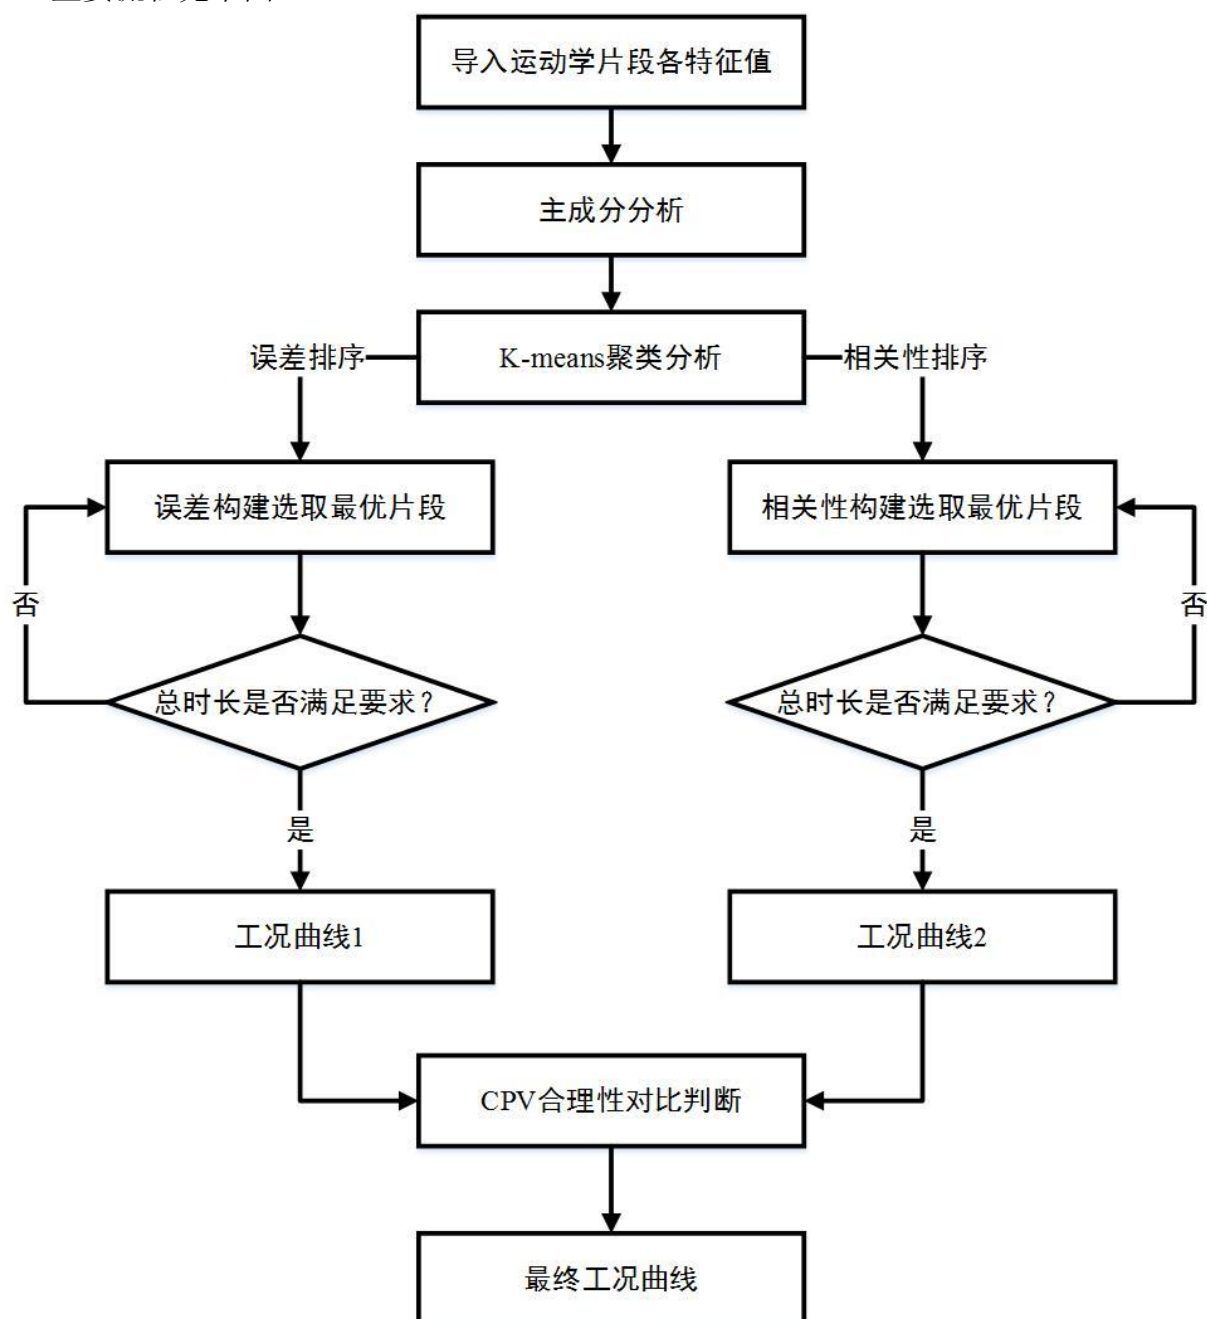 导入运动学片段各特征值
主成分分析
误差排序
K-means聚类分析
相关性排序
误差构建选取最优片段
相关性构建选取最优片段
否
否
总时长是否满足要求？
总时长是否满足要求？
是
是
工况曲线1
工况曲线2
CPV合理性对比判断
最终工况曲线